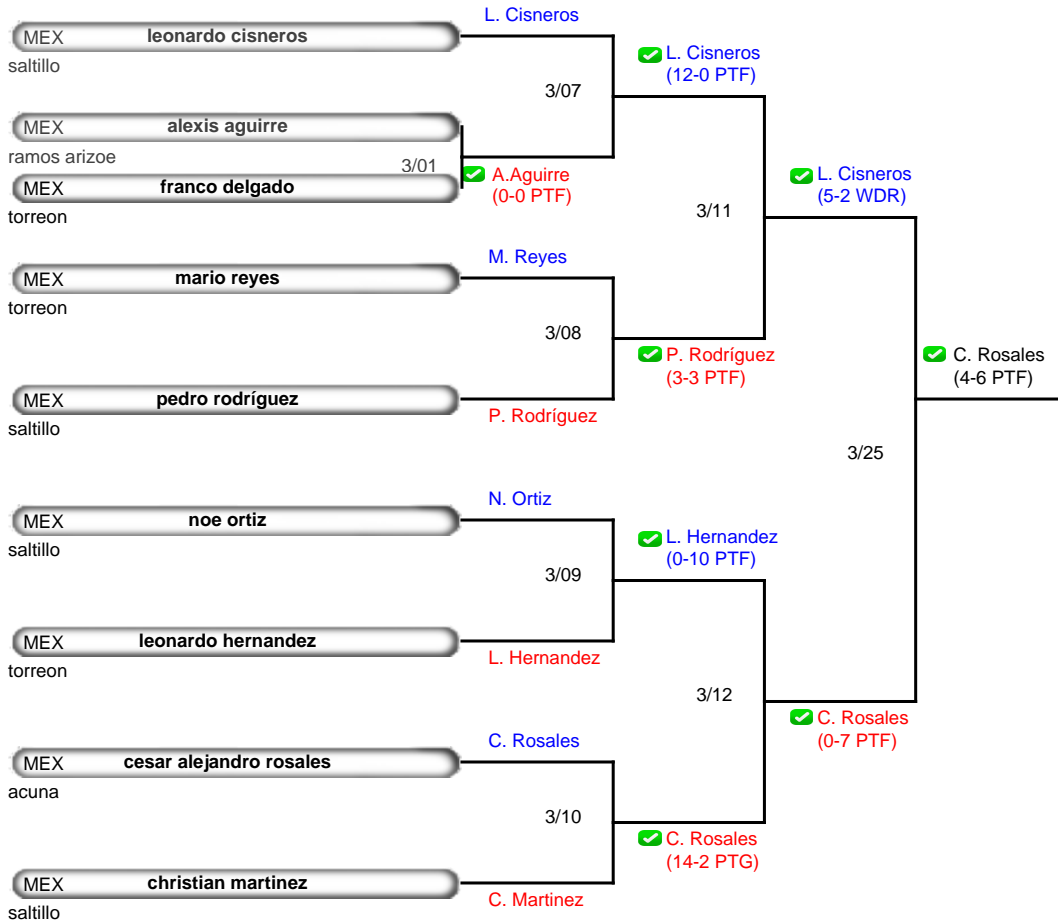 L. Cisneros
MEX leonardo cisneros
saltillo
L. Cisneros
(12-0 PTF)
3/07
MEX alexis aguirre
ramos arizoe
3/01
A.Aguirre
(0-0 PTF)
MEX franco delgado
torreon
L. Cisneros
(5-2 WDR)
3/11
M. Reyes
MEX mario reyes
torreon
3/08
P. Rodríguez
(3-3 PTF)
C. Rosales
(4-6 PTF)
MEX pedro rodríguez
saltillo
P. Rodríguez
3/25
N. Ortiz
MEX noe ortiz
saltillo
L. Hernandez
(0-10 PTF)
3/09
MEX leonardo hernandez
torreon
L. Hernandez
3/12
C. Rosales
(0-7 PTF)
C. Rosales
MEX cesar alejandro rosales
acuna
3/10
C. Rosales
(14-2 PTG)
MEX christian martinez
saltillo
C. Martinez